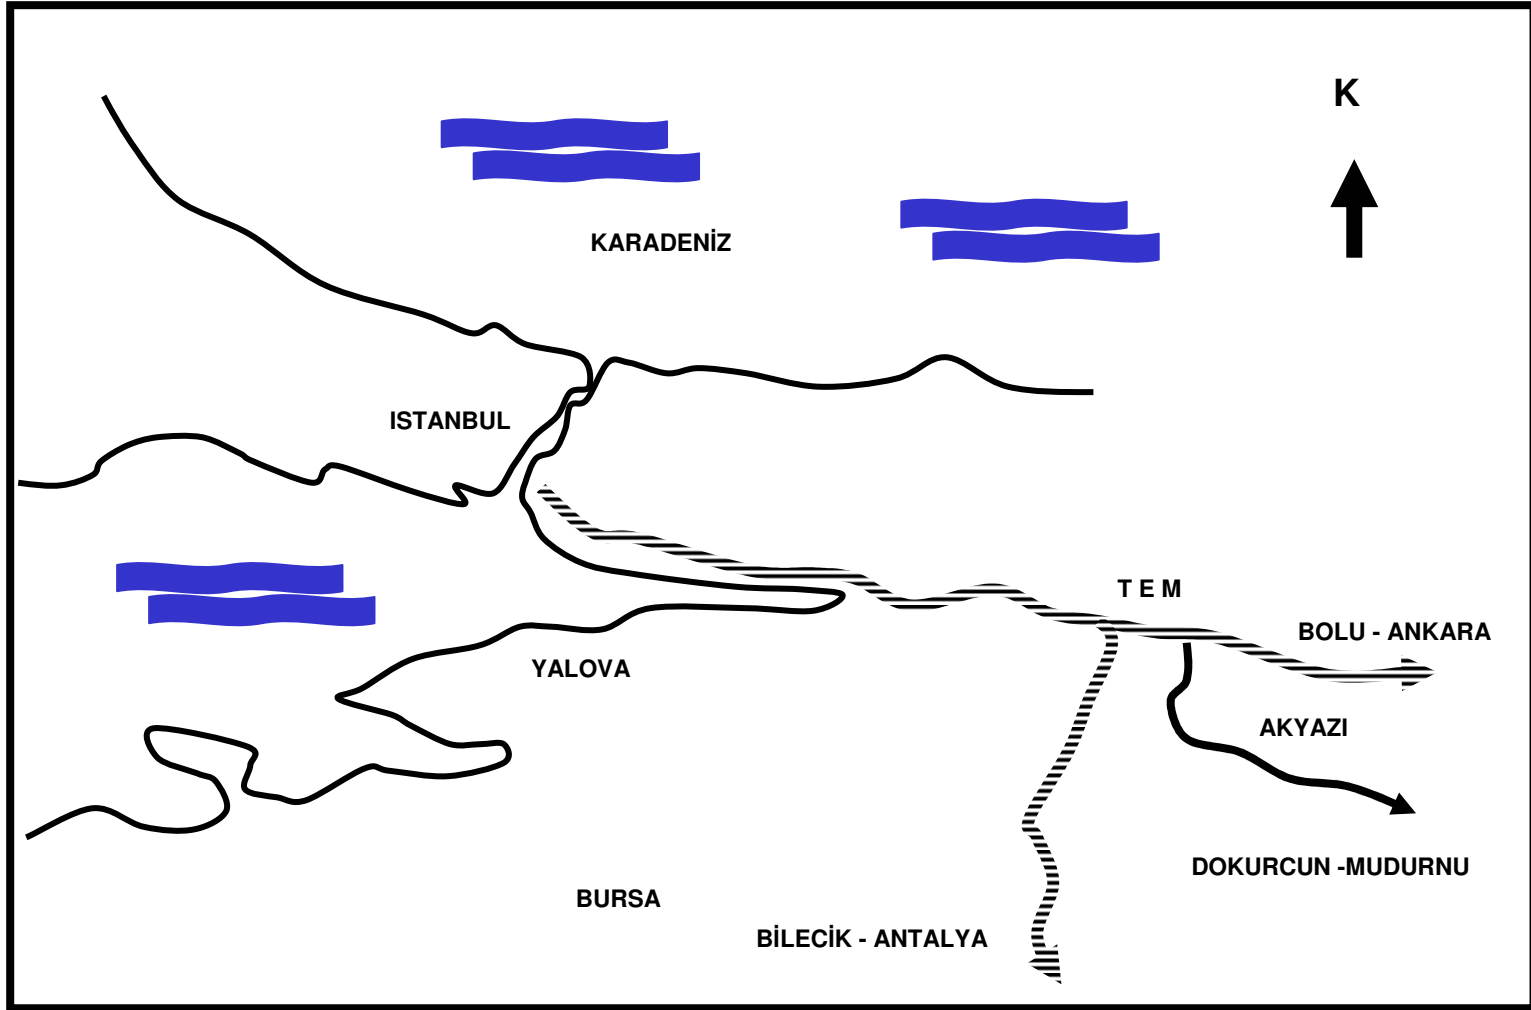 K
KARADENİZ
ISTANBUL
T E M
BOLU - ANKARA
YALOVA
AKYAZI
DOKURCUN -MUDURNU
BURSA
BİLECİK - ANTALYA